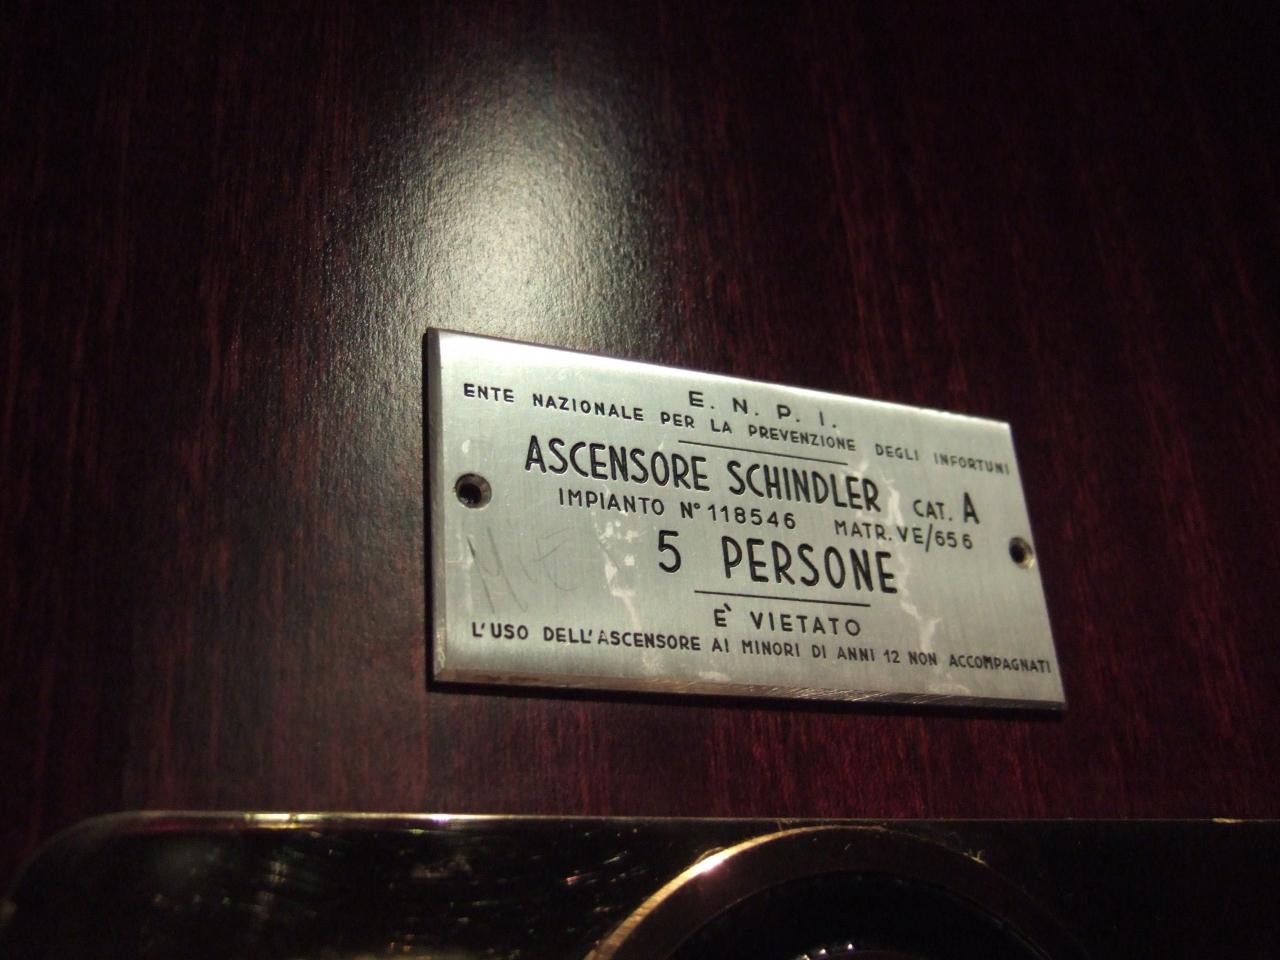 E. N. P. I.
ENTE NAZIONALE PER LA PREVENZIONE DEGLI INFORTUNI
ASCENSORE SCHINDLER CAT. A
IMPIANTO N° 118546 MATR. VE/656
5 PERSONE
È VIETATO
L'USO DELL'ASCENSORE AI MINORI DI ANNI 12 NON ACCOMPAGNATI